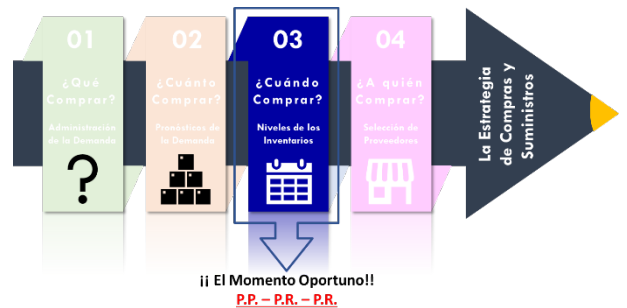 01
¿Qué
Comprar?
Administración
de la Demanda
02
¿Cuánto
Comprar?
Pronósticos de
la Demanda
03
¿Cuándo
Comprar?
Niveles de los
Inventarios
04
¿A quién
Comprar?
Selección de
Proveedores
La Estrategia
de Compras y
Suministros
¡¡ El Momento Oportuno!!
P.P. – P.R. – P.R.